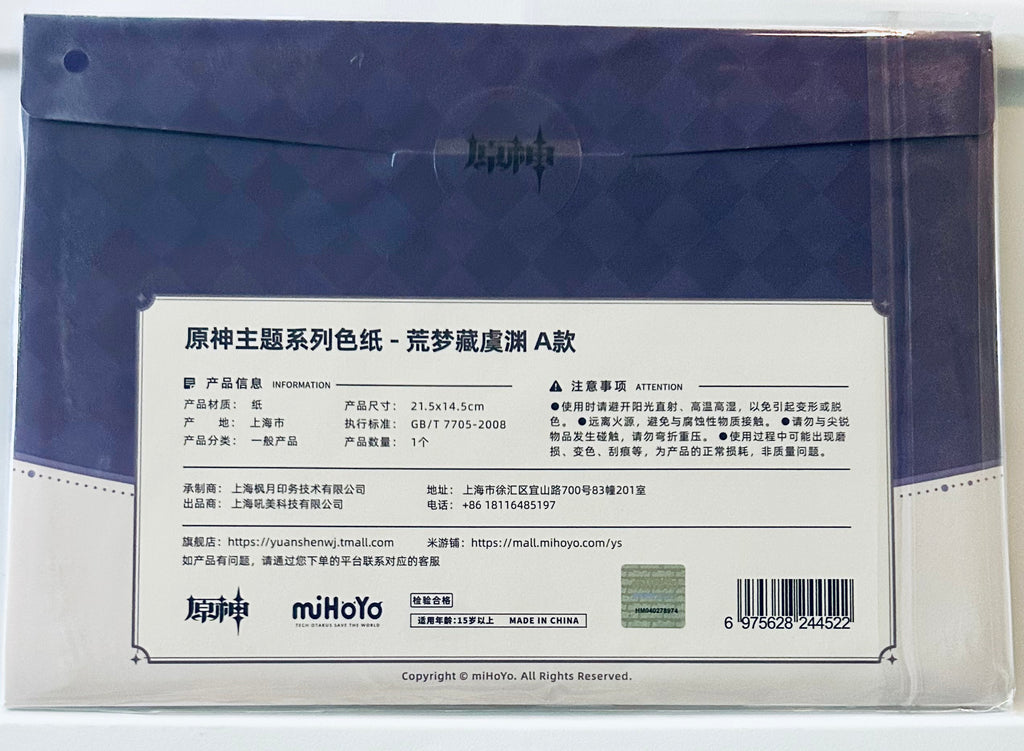 原神
原神主题系列色纸 - 荒梦藏虞渊 A款
产品信息 INFORMATION
产品材质： 纸 产品尺寸： 21.5x14.5cm
产 地： 上海市 执行标准： GB/T 7705-2008
产品分类： 一般产品 产品数量： 1个
注意事项 ATTENTION
●使用时请避开阳光直射、高温高湿，以免引起变形或脱
色。 ●远离火源，避免与腐蚀性物质接触。 ●请勿与尖锐
物品发生碰触，请勿弯折重压。 ●使用过程中可能出现磨
损、变色、刮痕等，为产品的正常损耗，非质量问题。
承制商： 上海枫月印务技术有限公司 地址： 上海市徐汇区宜山路700号83幢201室
出品商： 上海吼美科技有限公司 电话： +86 18116485197
旗舰店：https://yuanshenwj.tmall.com 米游铺：https://mall.mihoyo.com/ys
如产品有问题，请通过您下单的平台联系对应的客服
原神
miHoYo
TECH OTAKUS SAVE THE WORLD
检验合格
适用年龄:15岁以上 MADE IN CHINA
HM040278974
6 975628 244522
Copyright © miHoYo. All Rights Reserved.